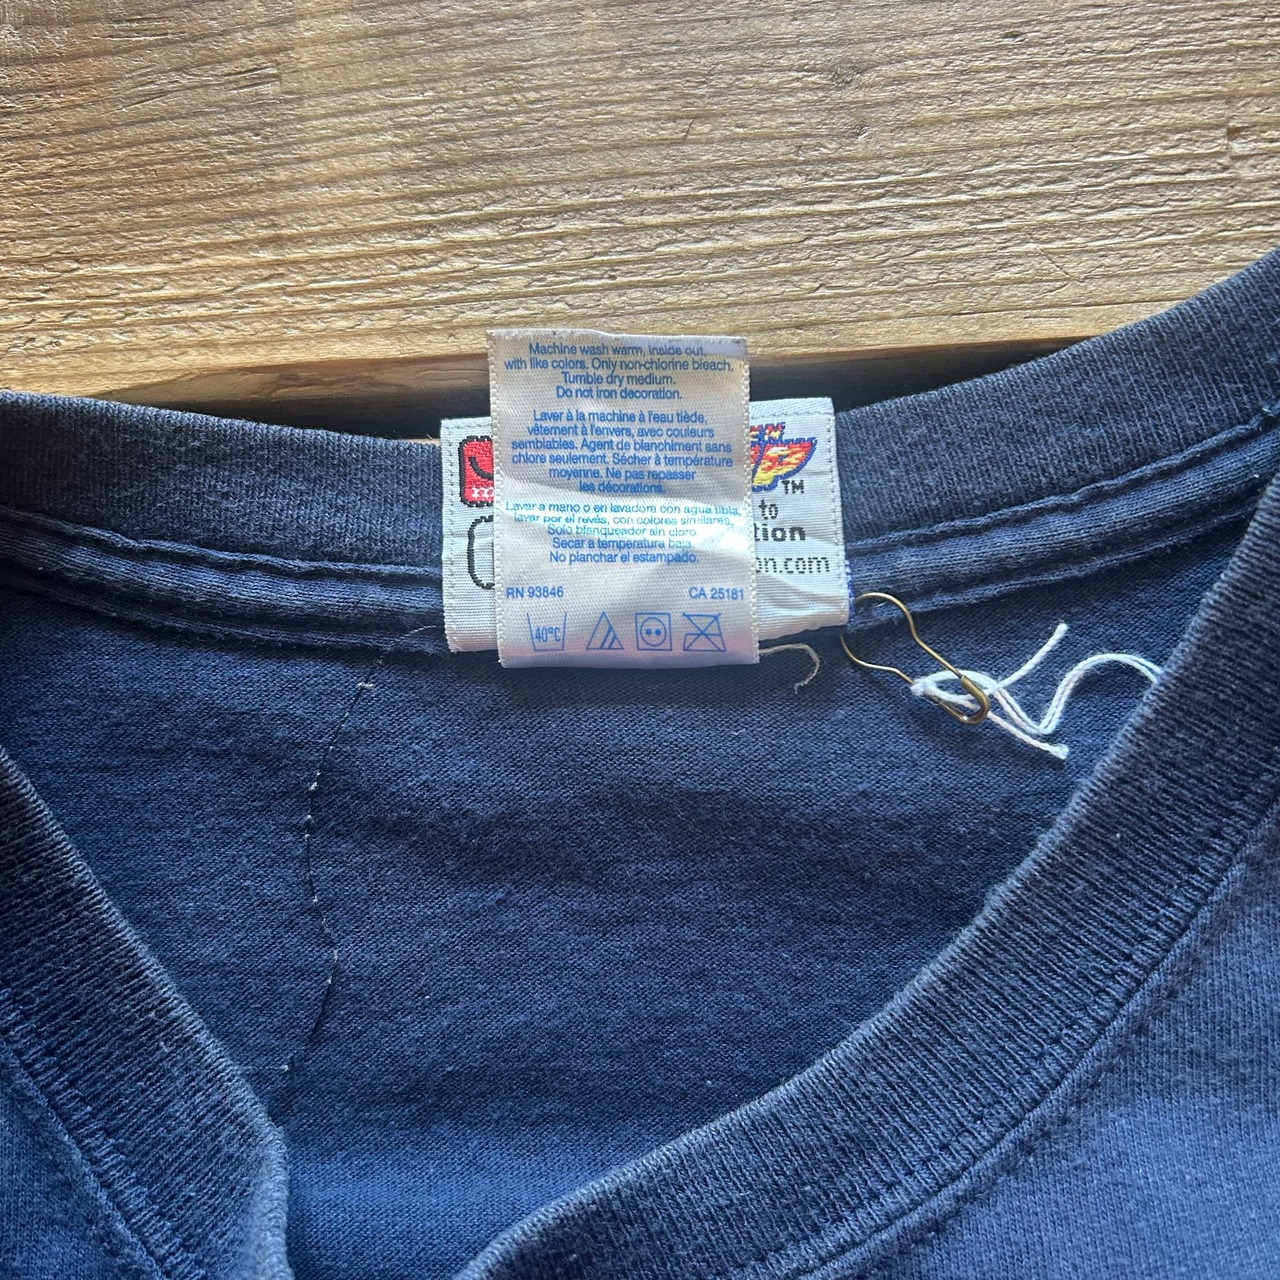 Machine wash warm, inside out,
with like colors. Only non-chlorine bleach.
Tumble dry medium.
Do not iron decoration.
Laver à la machine à l'eau tiède,
vêtement à l'envers, avec couleurs
semblables. Agent de blanchiment sans
chlore seulement. Sécher à température
moyenne. Ne pas repasser
les décorations.
Lavar a mano o en lavadora con agua tibia,
lavar por el revés, con colores similares.
Solo blanqueador sin cloro.
Secar a temperatura baja.
No planchar el estampado.
RN 93846 CA 25181
40°C
TM
to
tion
on.com